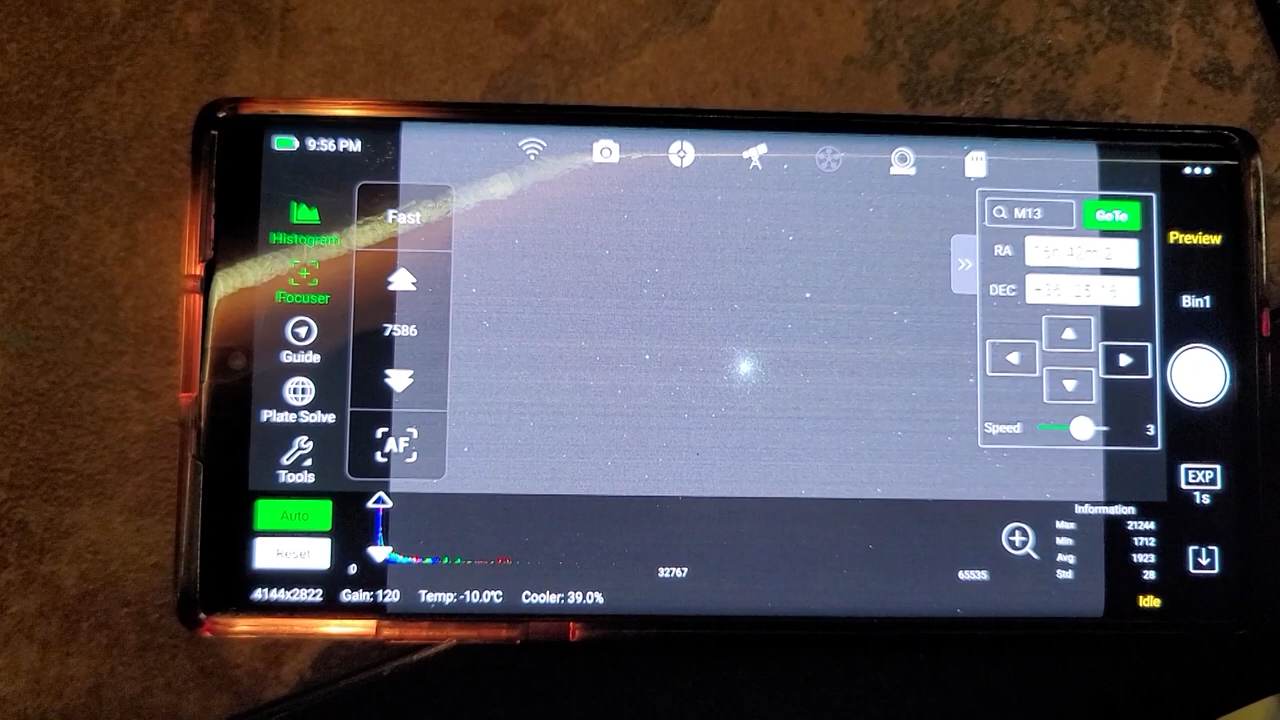 9:56 PM
Histogram
Focuser
Guide
Plate Solve
Tools
Auto
Reset
Fast
7586
AF
M13
GoTo
RA
DEC
Speed
3
Preview
Bin1
EXP
1s
0
32767
65535
Information
Max 21244
Min 1712
Avg 1923
Std 28
4144x2822 Gain: 120 Temp: -10.0°C Cooler: 39.0%
Idle